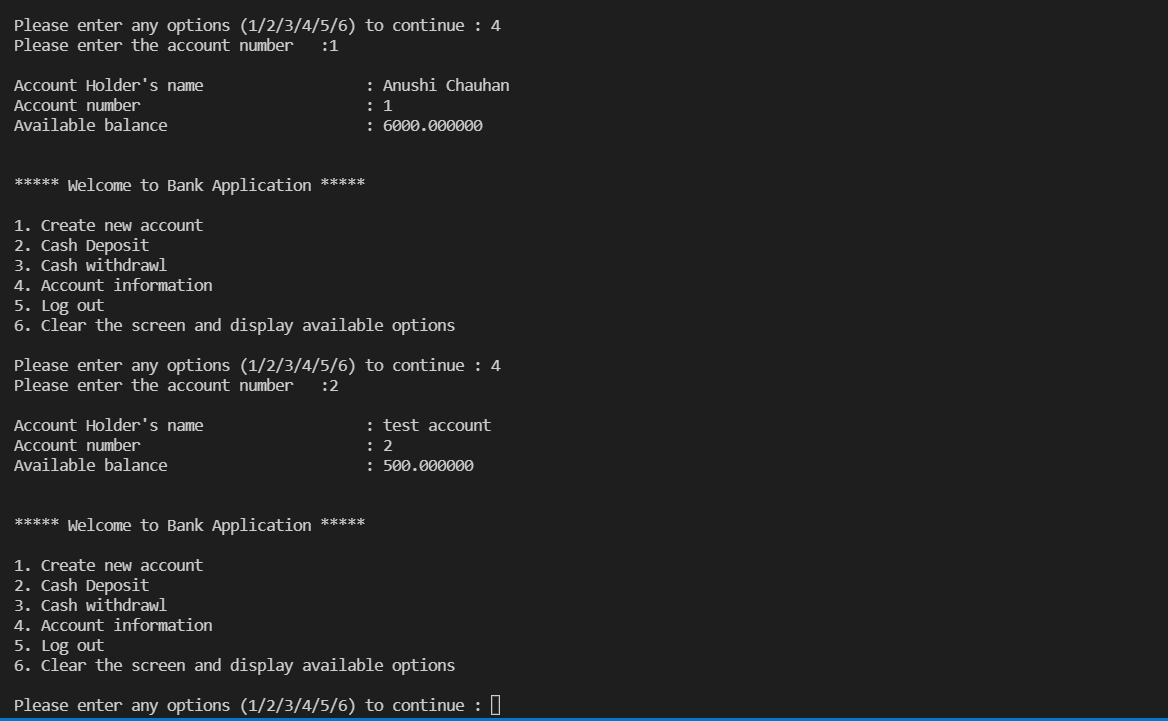 Please enter any options (1/2/3/4/5/6) to continue : 4
Please enter the account number   :1
Account Holder's name                  : Anushi Chauhan
Account number                         : 1
Available balance                      : 6000.000000
***** Welcome to Bank Application *****
1. Create new account
2. Cash Deposit
3. Cash withdrawl
4. Account information
5. Log out
6. Clear the screen and display available options
Please enter any options (1/2/3/4/5/6) to continue : 4
Please enter the account number   :2
Account Holder's name                  : test account
Account number                         : 2
Available balance                      : 500.000000
***** Welcome to Bank Application *****
1. Create new account
2. Cash Deposit
3. Cash withdrawl
4. Account information
5. Log out
6. Clear the screen and display available options
Please enter any options (1/2/3/4/5/6) to continue :